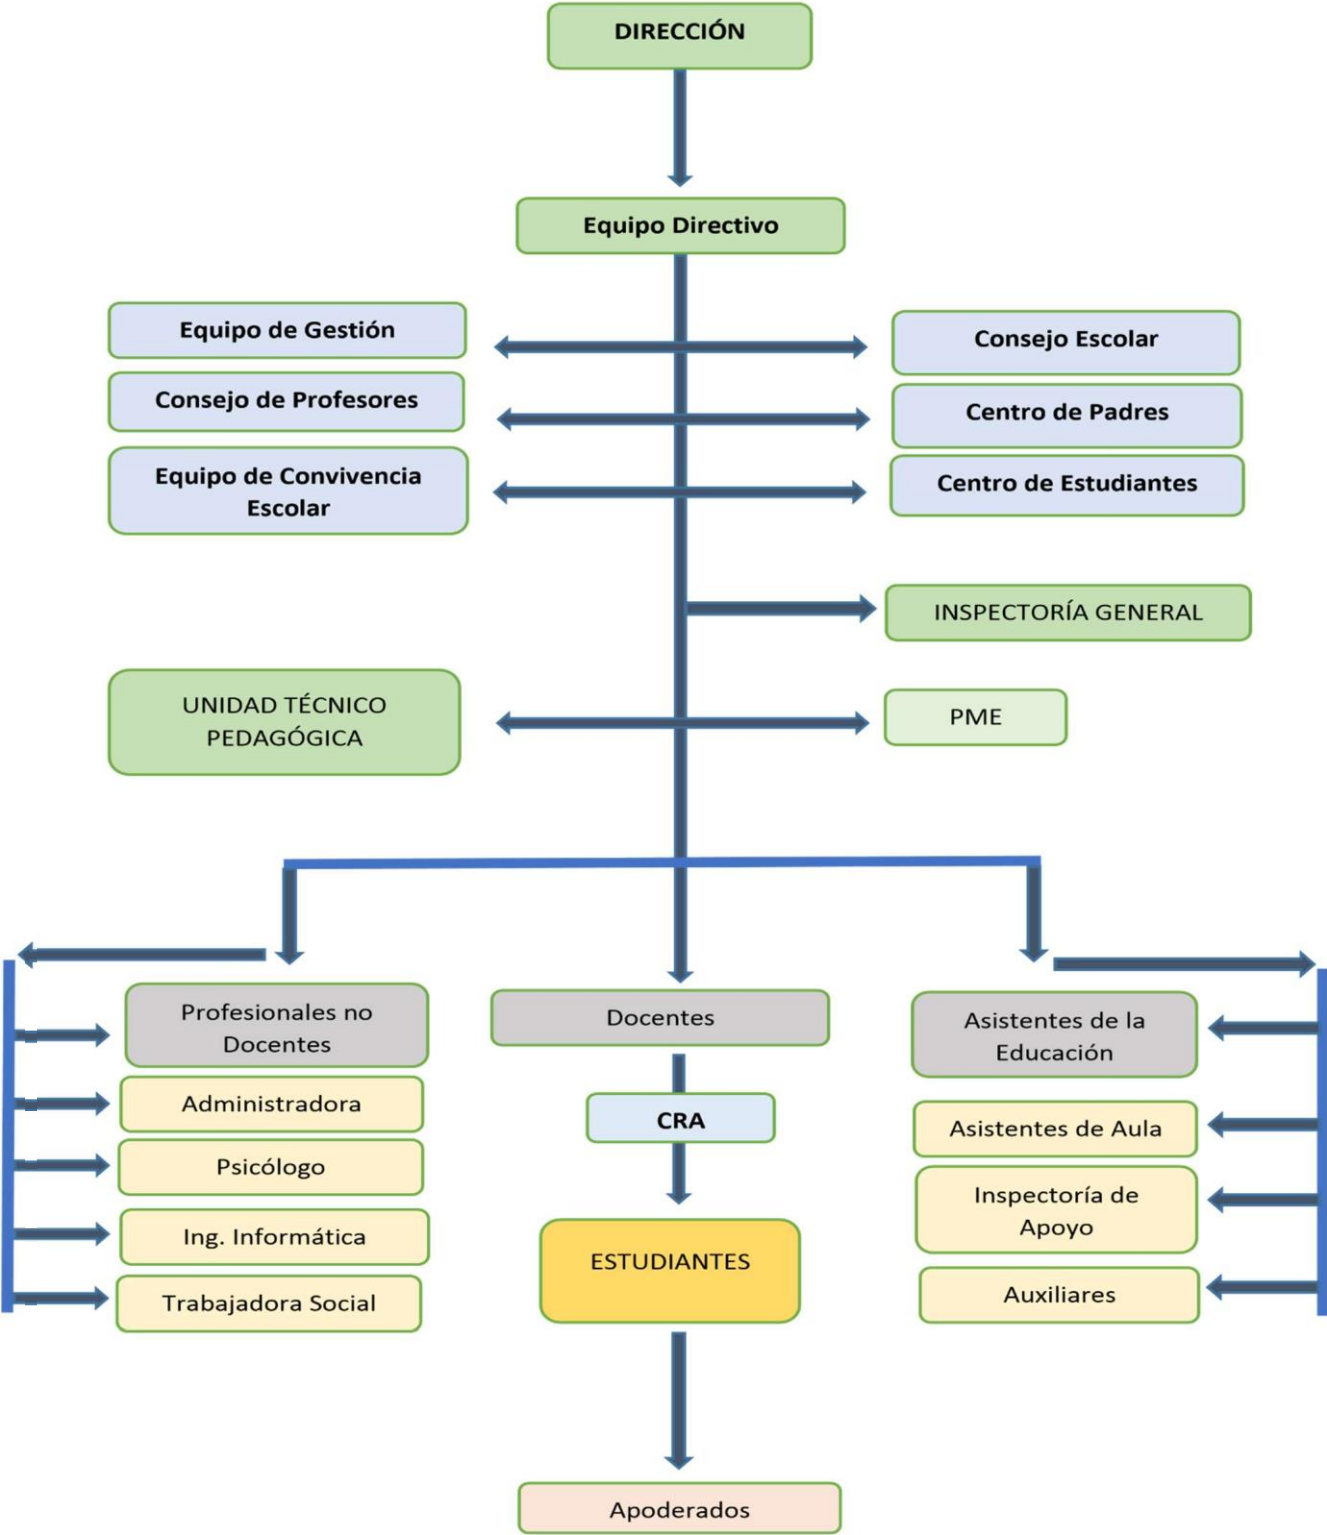 DIRECCIÓN
Equipo Directivo
Equipo de Gestión
Consejo Escolar
Consejo de Profesores
Centro de Padres
Equipo de Convivencia
Escolar
Centro de Estudiantes
INSPECTORÍA GENERAL
UNIDAD TÉCNICO
PEDAGÓGICA
PME
Profesionales no
Docentes
Administradora
Psicólogo
Ing. Informática
Trabajadora Social
Docentes
CRA
ESTUDIANTES
Apoderados
Asistentes de la
Educación
Asistentes de Aula
Inspectoría de
Apoyo
Auxiliares